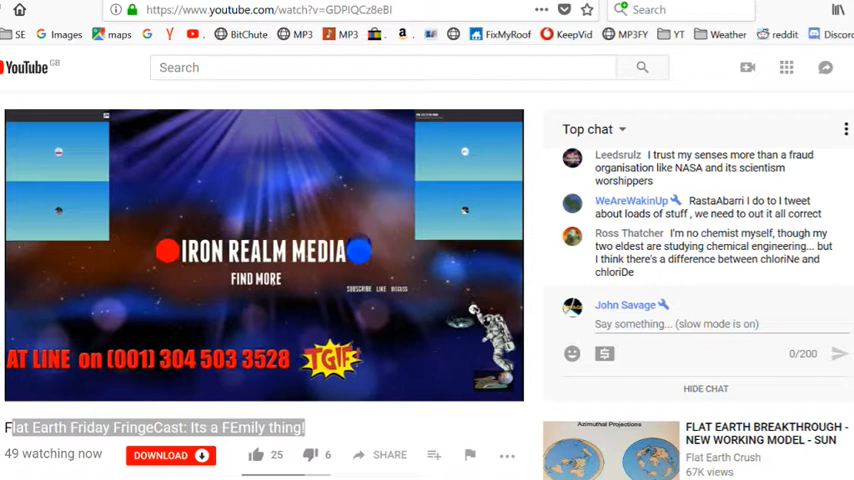 https://www.youtube.com/watch?v=GDPIQCz8eBI
Search
SE
Images
maps
BitChute
MP3
MP3
FixMyRoof
KeepVid
MP3FY
YT
Weather
reddit
Discord
YouTube GB
Search
IRON REALM MEDIA
FIND MORE
SUBSCRIBE LIKE DISCUSS
AT LINE on (001) 304 503 3528
TGIF
Flat Earth Friday FringeCast: Its a FEmily thing!
49 watching now
DOWNLOAD
25
6
SHARE
Top chat
Leedsrulz I trust my senses more than a fraud
organisation like NASA and its scientism
worshippers
WeAreWakinUp RastaAbarri I do to I tweet
about loads of stuff , we need to out it all correct
Ross Thatcher I'm no chemist myself, though my
two eldest are studying chemical engineering... but
I think there's a difference between chloriNe and
chloriDe
John Savage
Say something... (slow mode is on)
0/200
HIDE CHAT
Azimuthal Projections
FLAT EARTH BREAKTHROUGH -
NEW WORKING MODEL - SUN
Flat Earth Crush
67K views